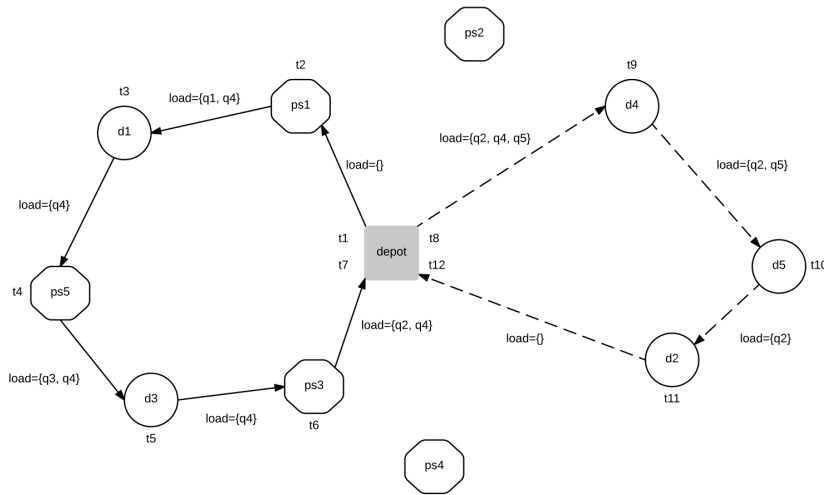 ps2
t2
t9
t3
load={q1, q4}
ps1
d4
d1
load={q2, q4, q5}
load={}
load={q2, q5}
load={q4}
t1
t8
depot
t7
t12
d5
t10
t4
ps5
load={q2, q4}
load={}
load={q2}
d2
load={q3, q4}
ps3
d3
t11
load={q4}
t6
t5
ps4